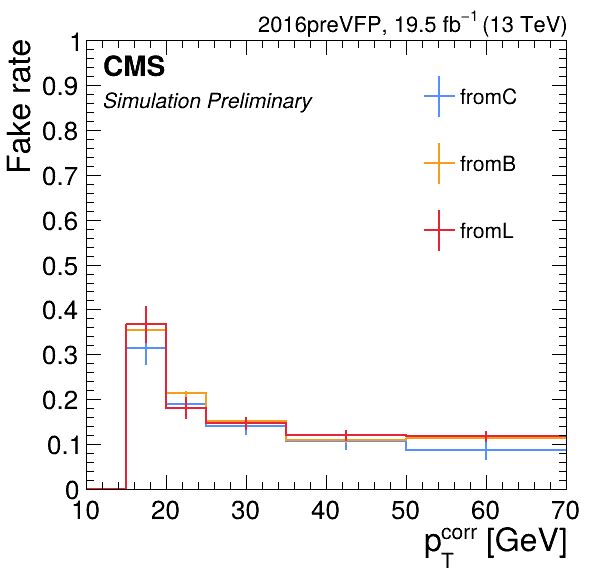 2016preVFP, 19.5 fb⁻¹ (13 TeV)
CMS
Simulation Preliminary
fromC
fromB
fromL
Fake rate
1
0.9
0.8
0.7
0.6
0.5
0.4
0.3
0.2
0.1
0
10 20 30 40 50 60 70
p_T^corr [GeV]